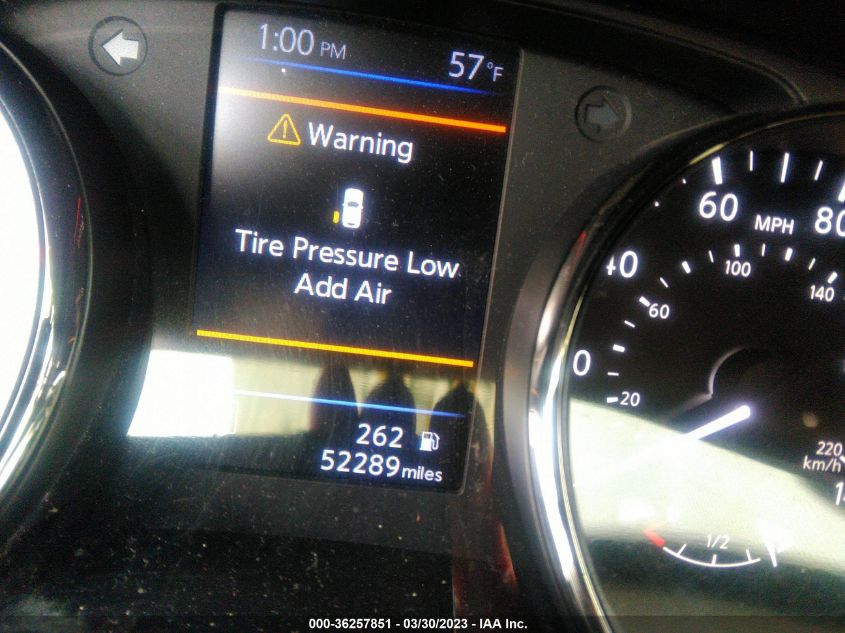 1:00 PM
57°F
Warning
Tire Pressure Low
Add Air
262
52289 miles
60 MPH 80
40
100
140
60
0
20
220
km/h
1/2
000-36257851 - 03/30/2023 - IAA Inc.